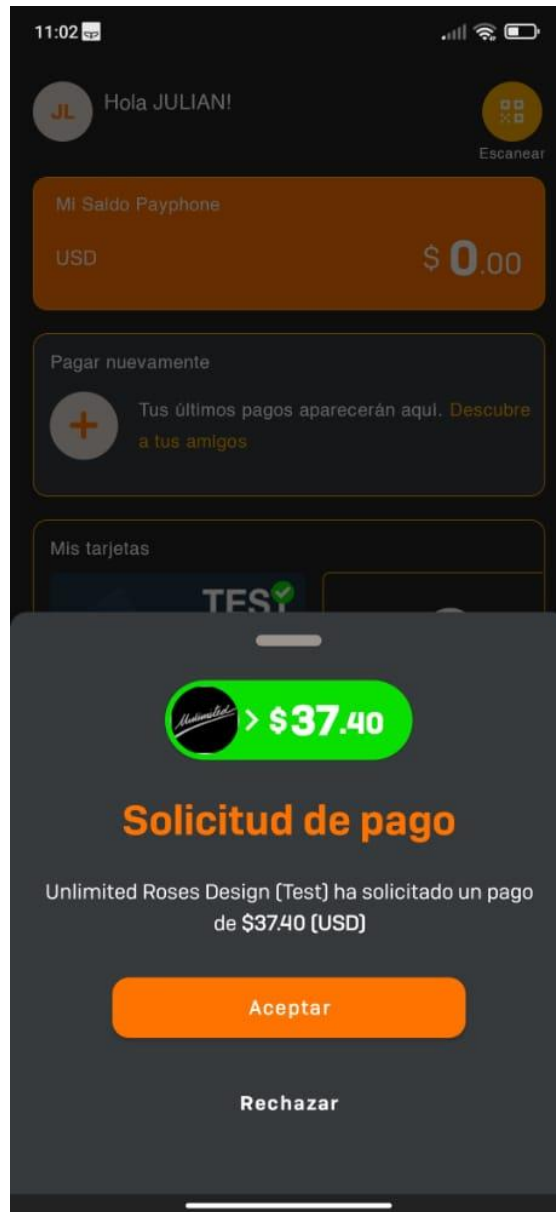 11:02
JL
Hola JULIAN!
Escanear
Mi Saldo Payphone
USD
$ 0.00
Pagar nuevamente
Tus últimos pagos aparecerán aquí. Descubre
a tus amigos
Mis tarjetas
TEST
Unlimited
> $37.40
Solicitud de pago
Unlimited Roses Design (Test) ha solicitado un pago
de $37.40 (USD)
Aceptar
Rechazar